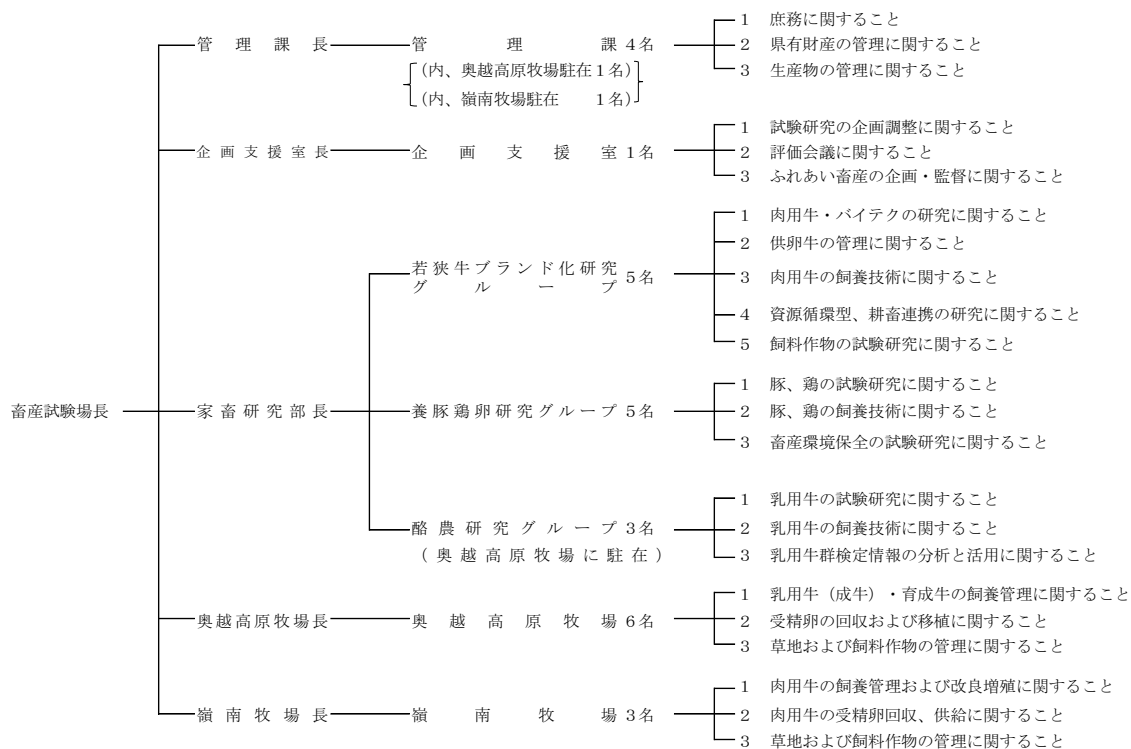 管理課長 管理課4名
(内、奥越高原牧場駐在1名)
(内、嶺南牧場駐在 1名)
1 庶務に関すること
2 県有財産の管理に関すること
3 生産物の管理に関すること
企画支援室長 企画支援室1名
1 試験研究の企画調整に関すること
2 評価会議に関すること
3 ふれあい畜産の企画・監督に関すること
畜産試験場長
家畜研究部長
若狭牛ブランド化研究
グループ 5名
1 肉用牛・バイテクの研究に関すること
2 供卵牛の管理に関すること
3 肉用牛の飼養技術に関すること
4 資源循環型、耕畜連携の研究に関すること
5 飼料作物の試験研究に関すること
養豚鶏卵研究グループ5名
1 豚、鶏の試験研究に関すること
2 豚、鶏の飼養技術に関すること
3 畜産環境保全の試験研究に関すること
酪農研究グループ3名
(奥越高原牧場に駐在)
1 乳用牛の試験研究に関すること
2 乳用牛の飼養技術に関すること
3 乳用牛群検定情報の分析と活用に関すること
奥越高原牧場長 奥越高原牧場6名
1 乳用牛(成牛)・育成牛の飼養管理に関すること
2 受精卵の回収および移植に関すること
3 草地および飼料作物の管理に関すること
嶺南牧場長 嶺南牧場3名
1 肉用牛の飼養管理および改良増殖に関すること
2 肉用牛の受精卵回収、供給に関すること
3 草地および飼料作物の管理に関すること